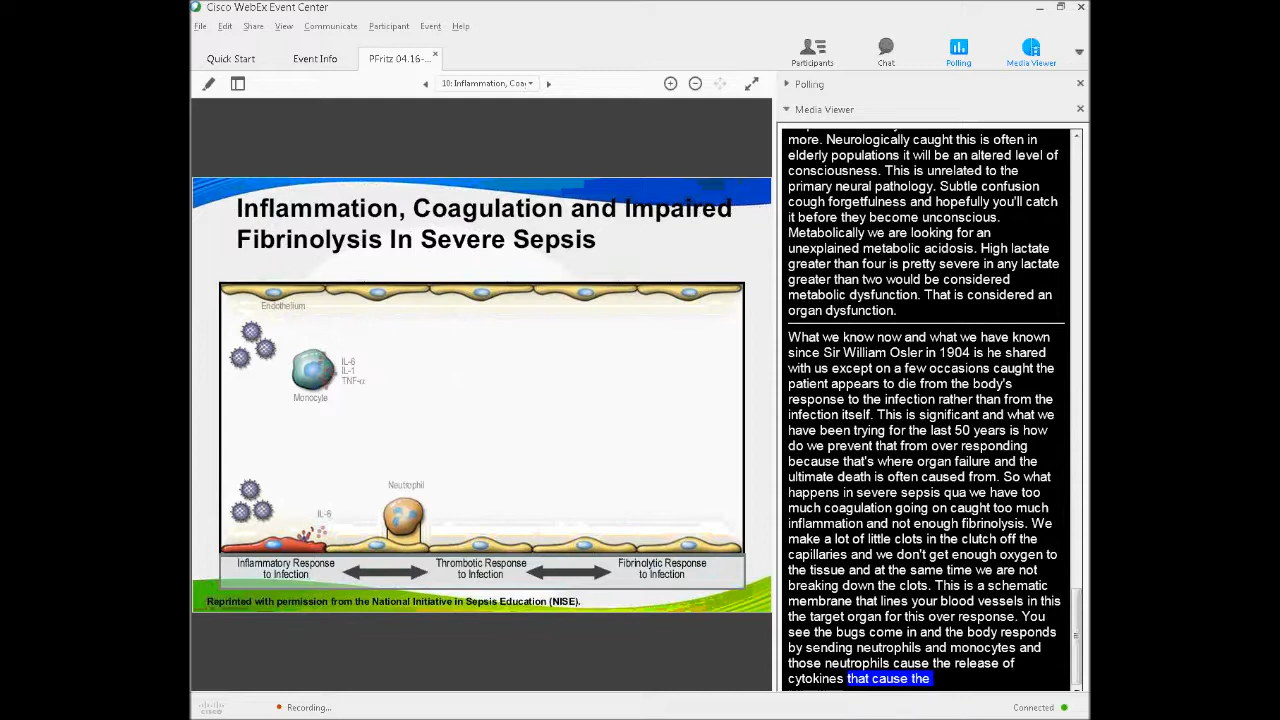 Cisco WebEx Event Center
File Edit Share View Communicate Participant Event Help
Quick Start Event Info PFritz 04.16-...
Participants Chat Polling Media Viewer
10: Inflammation, Coa
Polling
Media Viewer
Inflammation, Coagulation and Impaired
Fibrinolysis In Severe Sepsis
Endothelium
IL-6
IL-1
TNF-α
Monocyte
Neutrophil
IL-6
Inflammatory Response
to Infection
Thrombotic Response
to Infection
Fibrinolytic Response
to Infection
Reprinted with permission from the National Initiative in Sepsis Education (NISE).
more. Neurologically caught this is often in
elderly populations it will be an altered level of
consciousness. This is unrelated to the
primary neural pathology. Subtle confusion
cough forgetfulness and hopefully you'll catch
it before they become unconscious.
Metabolically we are looking for an
unexplained metabolic acidosis. High lactate
greater than four is pretty severe in any lactate
greater than two would be considered
metabolic dysfunction. That is considered an
organ dysfunction.
What we know now and what we have known
since Sir William Osler in 1904 is he shared
with us except on a few occasions caught the
patient appears to die from the body's
response to the infection rather than from the
infection itself. This is significant and what we
have been trying for the last 50 years is how
do we prevent that from over responding
because that's where organ failure and the
ultimate death is often caused from. So what
happens in severe sepsis qua we have too
much coagulation going on caught too much
inflammation and not enough fibrinolysis. We
make a lot of little clots in the clutch off the
capillaries and we don't get enough oxygen to
the tissue and at the same time we are not
breaking down the clots. This is a schematic
membrane that lines your blood vessels in this
the target organ for this over response. You
see the bugs come in and the body responds
by sending neutrophils and monocytes and
those neutrophils cause the release of
cytokines that cause the
Recording...
Connected